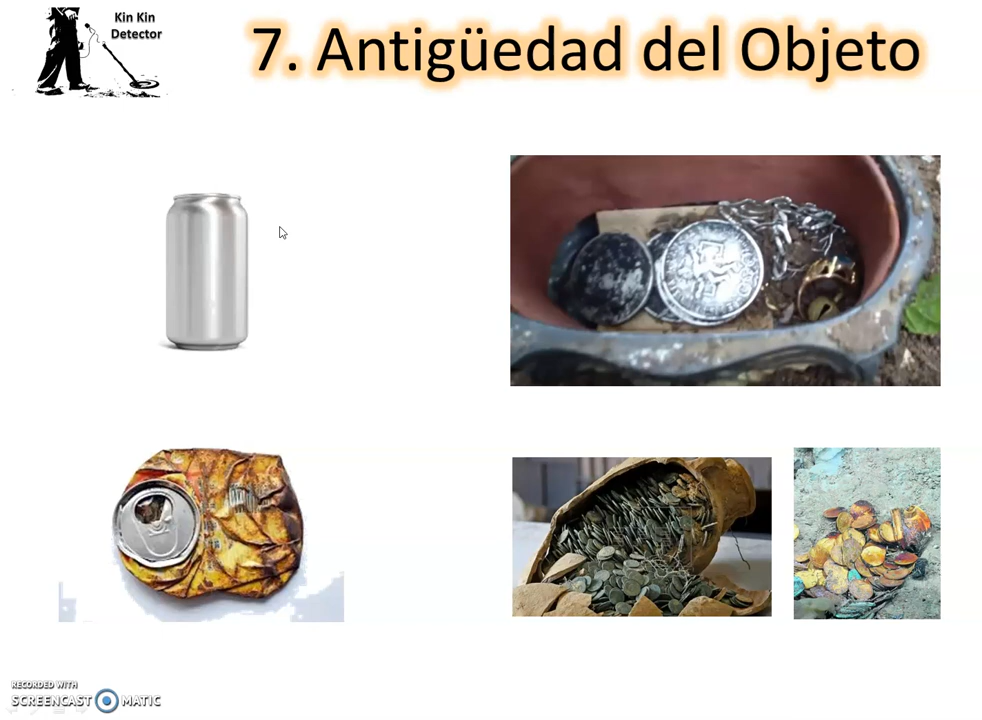 Kin Kin
Detector
7. Antigüedad del Objeto
RECORDED WITH
SCREENCAST MATIC